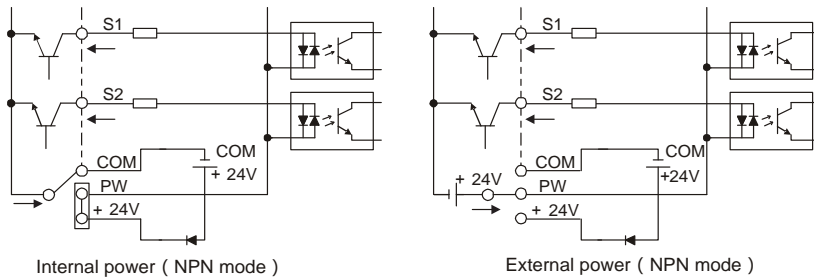 S1
S2
COM
COM
+ 24V
PW
+ 24V
Internal power ( NPN mode )
S1
S2
COM
COM
+24V
+ 24V
PW
+ 24V
External power ( NPN mode )